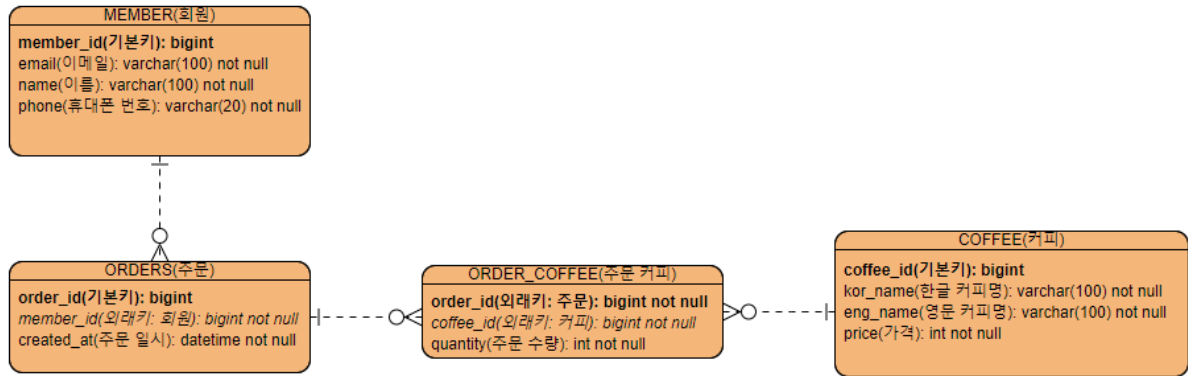 MEMBER(회원)
member_id(기본키): bigint
email(이메일): varchar(100) not null
name(이름): varchar(100) not null
phone(휴대폰 번호): varchar(20) not null
ORDERS(주문)
order_id(기본키): bigint
member_id(외래키: 회원): bigint not null
created_at(주문 일시): datetime not null
ORDER_COFFEE(주문 커피)
order_id(외래키: 주문): bigint not null
coffee_id(외래키: 커피): bigint not null
quantity(주문 수량): int not null
COFFEE(커피)
coffee_id(기본키): bigint
kor_name(한글 커피명): varchar(100) not null
eng_name(영문 커피명): varchar(100) not null
price(가격): int not null